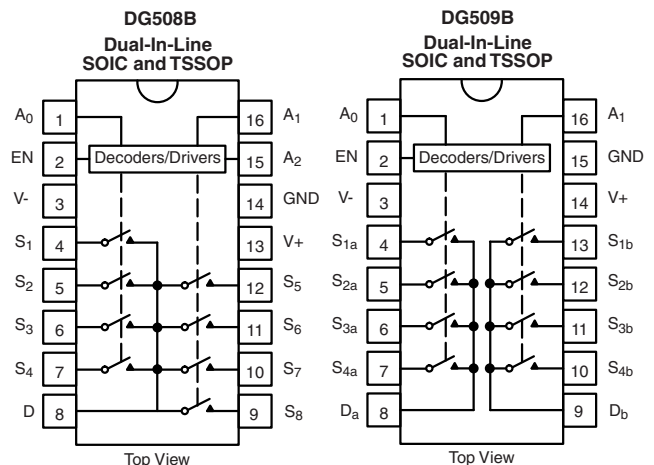 DG508B
Dual-In-Line
SOIC and TSSOP
A0 1 16 A1
EN 2 Decoders/Drivers 15 A2
V- 3 14 GND
S1 4 13 V+
S2 5 12 S5
S3 6 11 S6
S4 7 10 S7
D 8 9 S8
Top View
DG509B
Dual-In-Line
SOIC and TSSOP
A0 1 16 A1
EN 2 Decoders/Drivers 15 GND
V- 3 14 V+
S1a 4 13 S1b
S2a 5 12 S2b
S3a 6 11 S3b
S4a 7 10 S4b
Da 8 9 Db
Top View